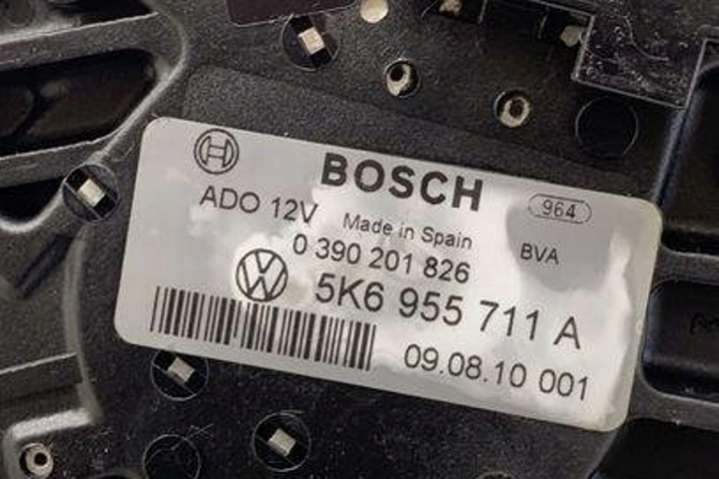 BOSCH
964
ADO 12V
Made in Spain
BVA
0 390 201 826
5K6 955 711 A
09.08.10 001